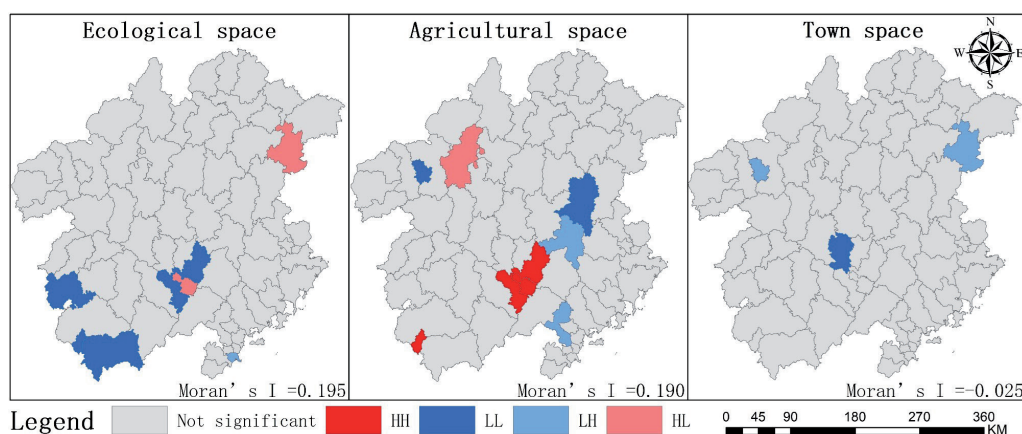 Ecological space
Agricultural space
Town space
N
W E
S
Moran's I =0.195
Moran's I =0.190
Moran's I =-0.025
Legend Not significant HH LL LH HL
0 45 90 180 270 360
KM